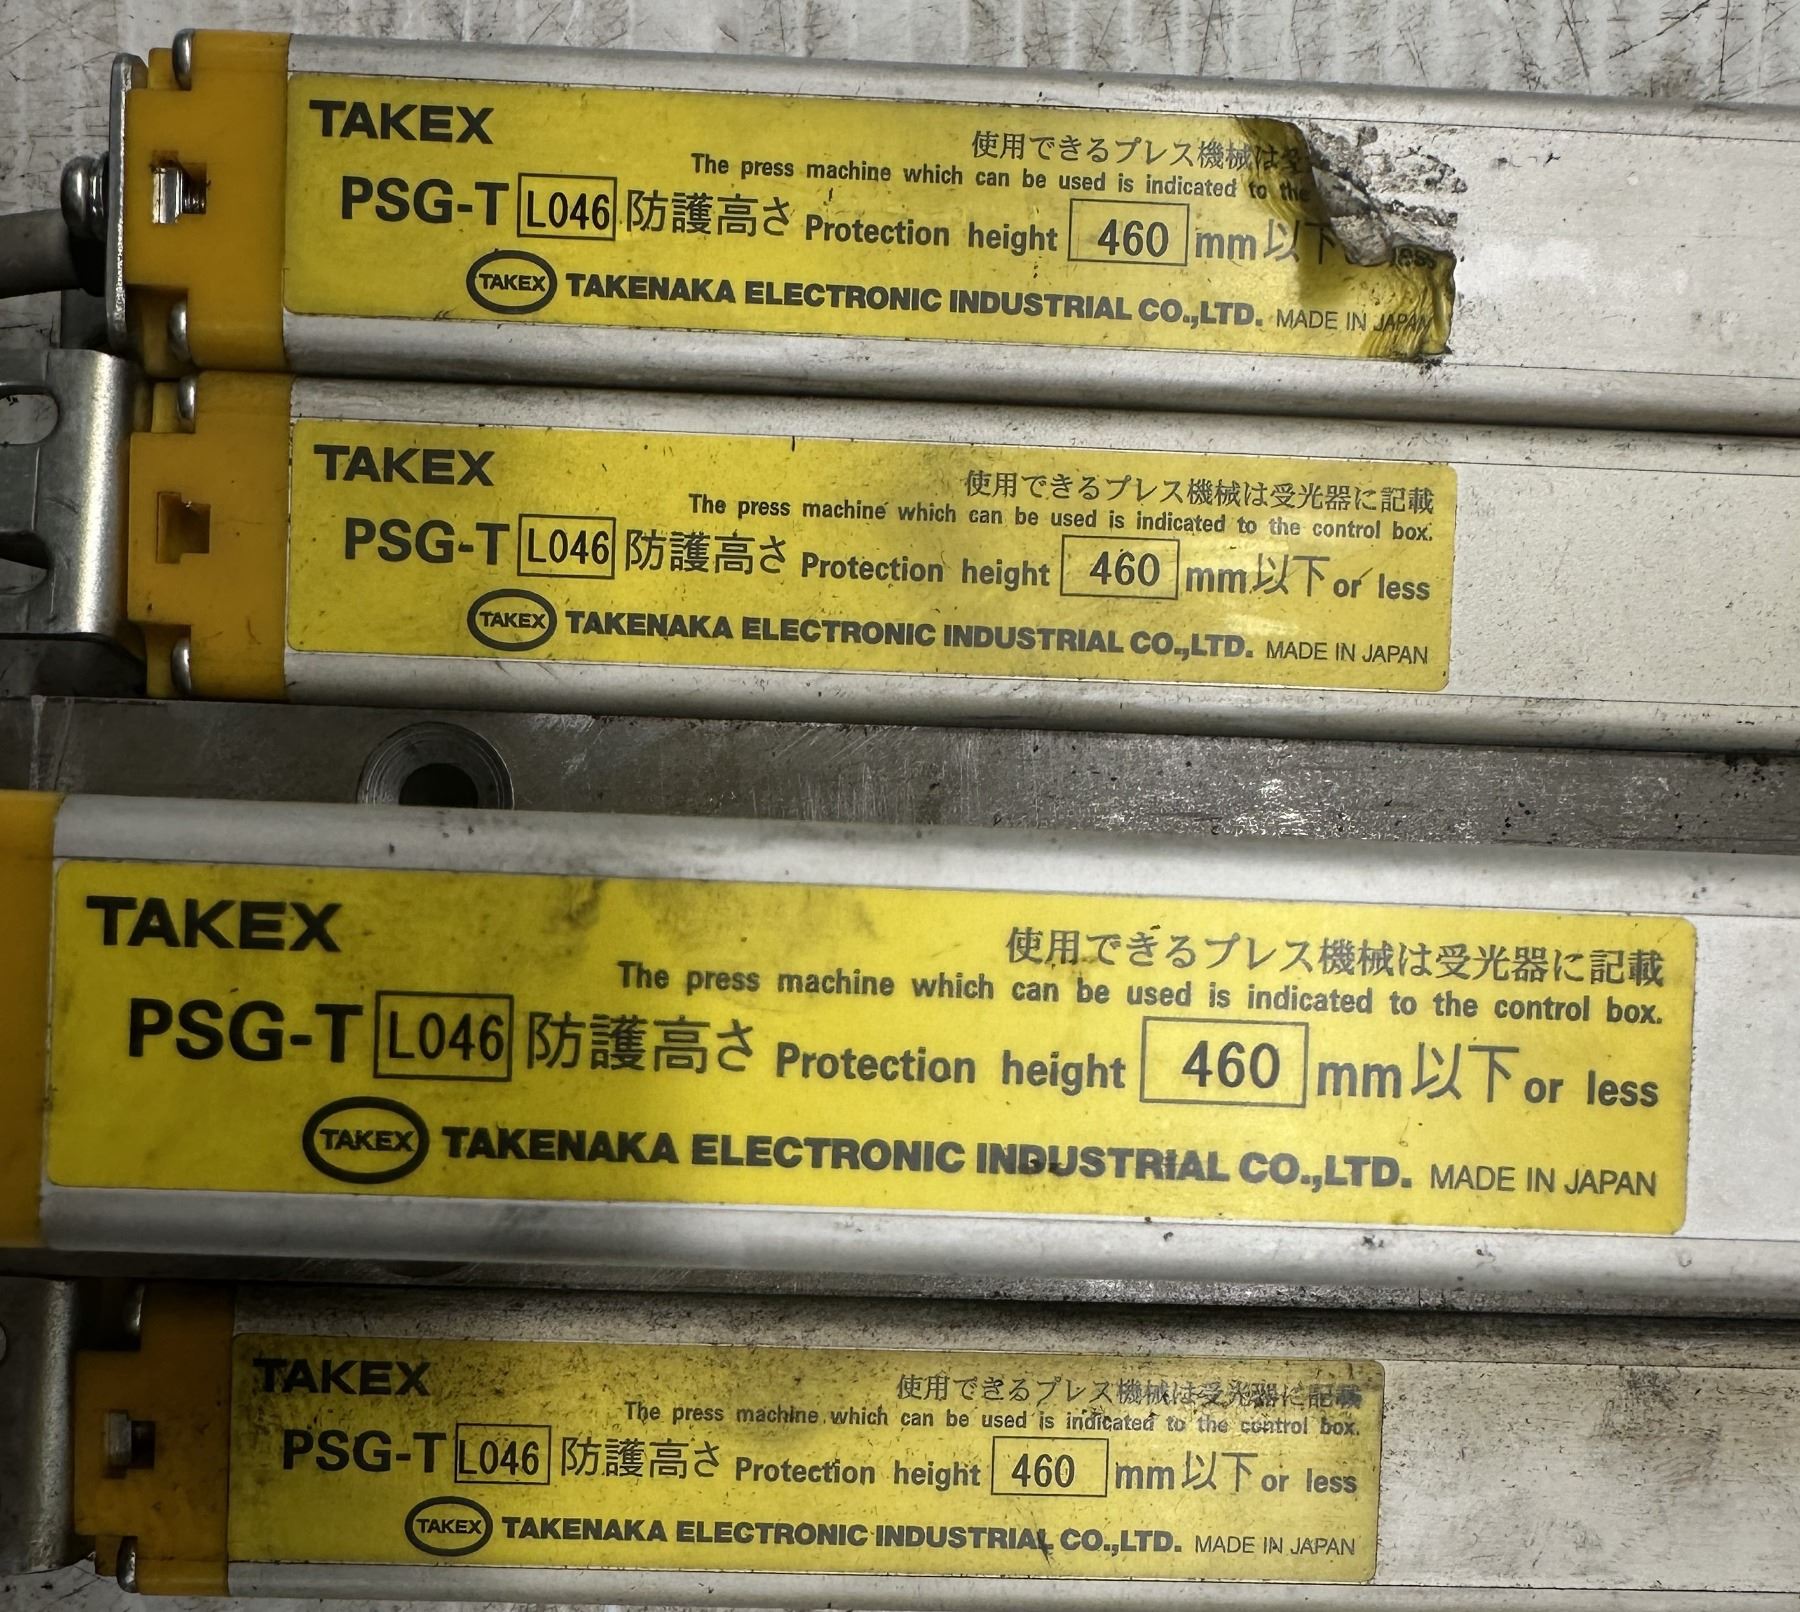 TAKEX
使用できるプレス機械は受
The press machine which can be used is indicated to the
PSG-T L046 防護高さ Protection height 460 mm以下 less
TAKEX TAKENAKA ELECTRONIC INDUSTRIAL CO.,LTD. MADE IN JAPAN
TAKEX
使用できるプレス機械は受光器に記載
The press machine which can be used is indicated to the control box.
PSG-T L046 防護高さ Protection height 460 mm以下 or less
TAKEX TAKENAKA ELECTRONIC INDUSTRIAL CO.,LTD. MADE IN JAPAN
TAKEX
使用できるプレス機械は受光器に記載
The press machine which can be used is indicated to the control box.
PSG-T L046 防護高さ Protection height 460 mm以下 or less
TAKEX TAKENAKA ELECTRONIC INDUSTRIAL CO.,LTD. MADE IN JAPAN
TAKEX
使用できるプレス機械は受光器に記載
The press machine which can be used is indicated to the control box.
PSG-T L046 防護高さ Protection height 460 mm以下 or less
TAKEX TAKENAKA ELECTRONIC INDUSTRIAL CO.,LTD. MADE IN JAPAN